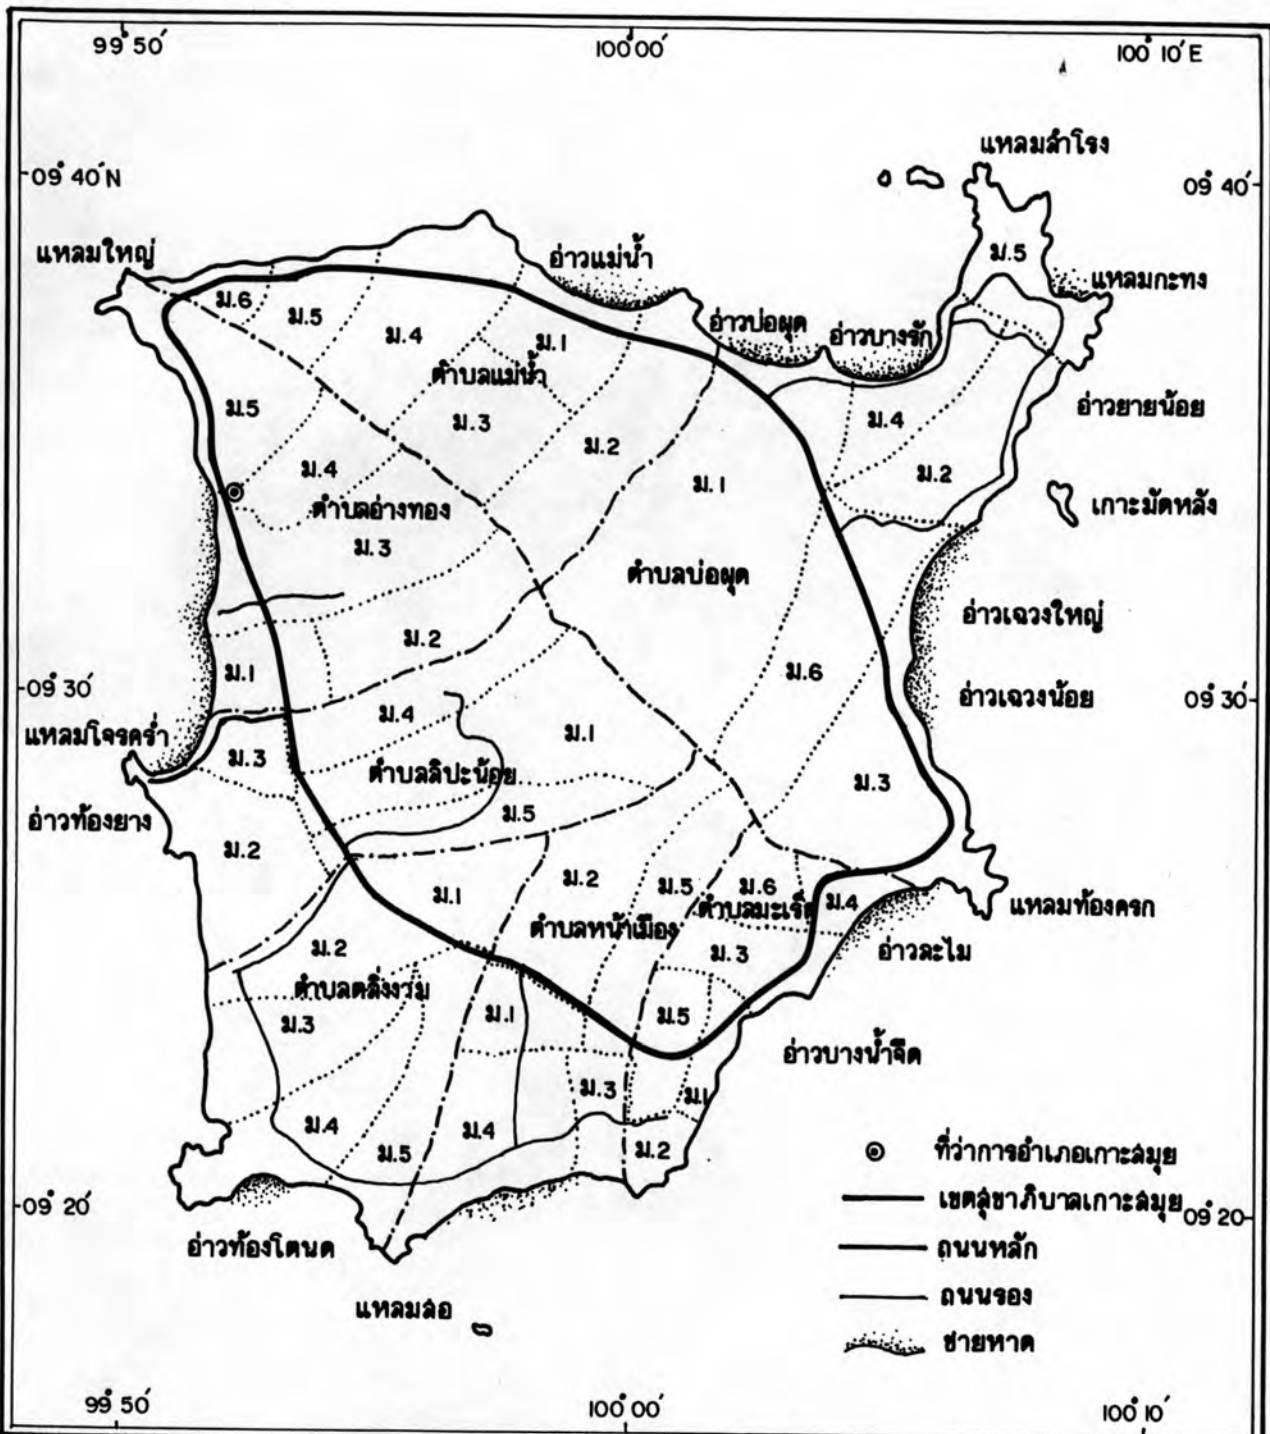 99° 50′
100° 00′
100° 10′ E
แหลมสำโรง
09° 40′ N
09° 40′
แหลมใหญ่
อ่าวแม่น้ำ
ม.5
แหลมกะทง
ม.6
ม.5
ม.4
ม.1
อ่าวบ่อผุด
อ่าวบางรัก
ตำบลแม่น้ำ
ม.5
ม.3
ม.2
ม.4
อ่าวยายน้อย
ม.4
ม.1
ม.2
ตำบลอ่างทอง
เกาะมัดหลัง
ม.3
ตำบลบ่อผุด
อ่าวเฉวงใหญ่
ม.2
ม.1
ม.6
09° 30′
อ่าวเฉวงน้อย
09° 30′
ม.4
แหลมโจรคร่ำ
ม.3
ม.1
ตำบลลิปะน้อย
ม.3
อ่าวท้องยาง
ม.5
ม.2
ม.1
ม.2
ม.5
ม.6
ม.4
ตำบลมะเร็ต
แหลมท้องครก
ตำบลหน้าเมือง
ม.2
ม.3
อ่าวละไม
ตำบลตลิ่งงาม
ม.3
ม.1
ม.5
อ่าวบางน้ำจืด
ม.3
ม.1
ม.4
ม.5
ม.4
ม.2
ที่ว่าการอำเภอเกาะสมุย
เขตสุขาภิบาลเกาะสมุย
09° 20′
09° 20′
อ่าวท้องโตนด
ถนนหลัก
ถนนรอง
แหลมสอ
ชายหาด
99° 50′
100° 00′
100° 10′